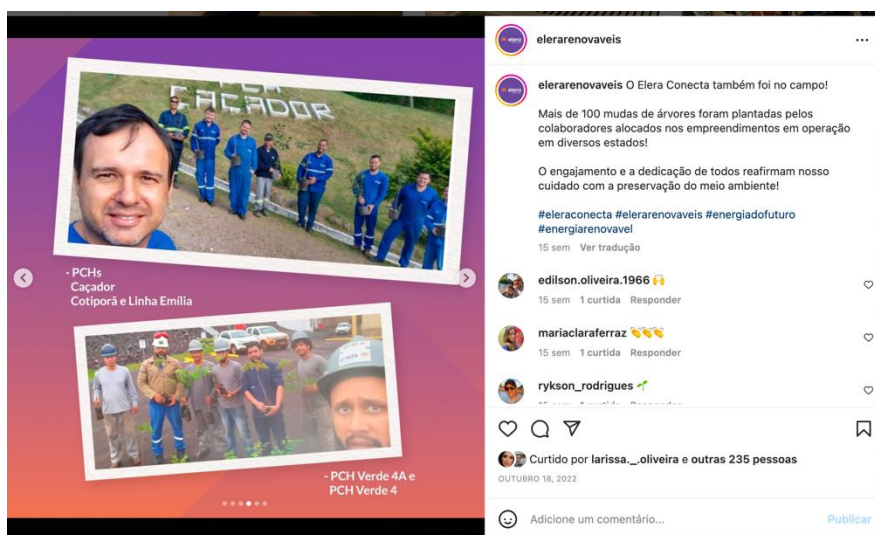 CAÇADOR
- PCHs
Caçador
Cotiporã e Linha Emília
- PCH Verde 4A e
PCH Verde 4
elera
elerarenovaveis
elera
elerarenovaveis O Elera Conecta também foi no campo!
Mais de 100 mudas de árvores foram plantadas pelos
colaboradores alocados nos empreendimentos em operação
em diversos estados!
O engajamento e a dedicação de todos reafirmam nosso
cuidado com a preservação do meio ambiente!
#eleraconecta #elerarenovaveis #energiadofuturo
#energiarenovavel
15 sem Ver tradução
edilson.oliveira.1966 🙌
15 sem 1 curtida Responder
mariaclaraferraz 👏👏👏
15 sem 1 curtida Responder
rykson_rodrigues 🌱
Curtido por larissa._.oliveira e outras 235 pessoas
OUTUBRO 18, 2022
Adicione um comentário...
Publicar